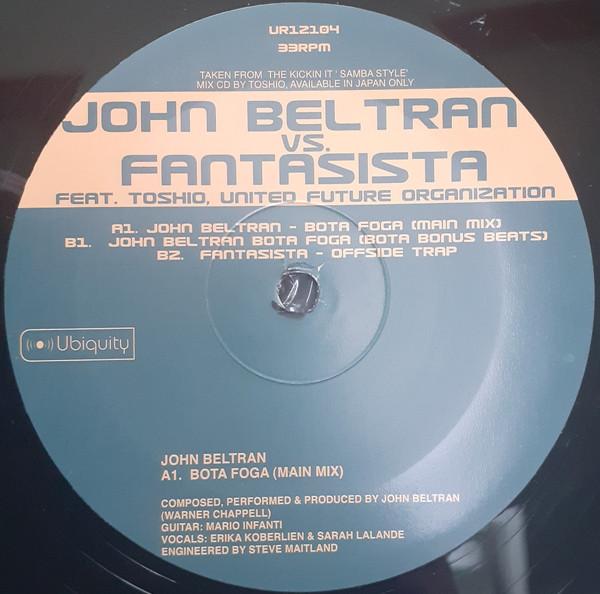 UR12104
33RPM
TAKEN FROM THE KICKIN IT ' SAMBA STYLE'
MIX CD BY TOSHIO, AVAILABLE IN JAPAN ONLY
JOHN BELTRAN
VS.
FANTASISTA
FEAT. TOSHIO, UNITED FUTURE ORGANIZATION
A1. JOHN BELTRAN - BOTA FOGA (MAIN MIX)
B1. JOHN BELTRAN BOTA FOGA (BOTA BONUS BEATS)
B2. FANTASISTA - OFFSIDE TRAP
Ubiquity
JOHN BELTRAN
A1. BOTA FOGA (MAIN MIX)
COMPOSED, PERFORMED & PRODUCED BY JOHN BELTRAN
(WARNER CHAPPELL)
GUITAR: MARIO INFANTI
VOCALS: ERIKA KOBERLIEN & SARAH LALANDE
ENGINEERED BY STEVE MAITLAND